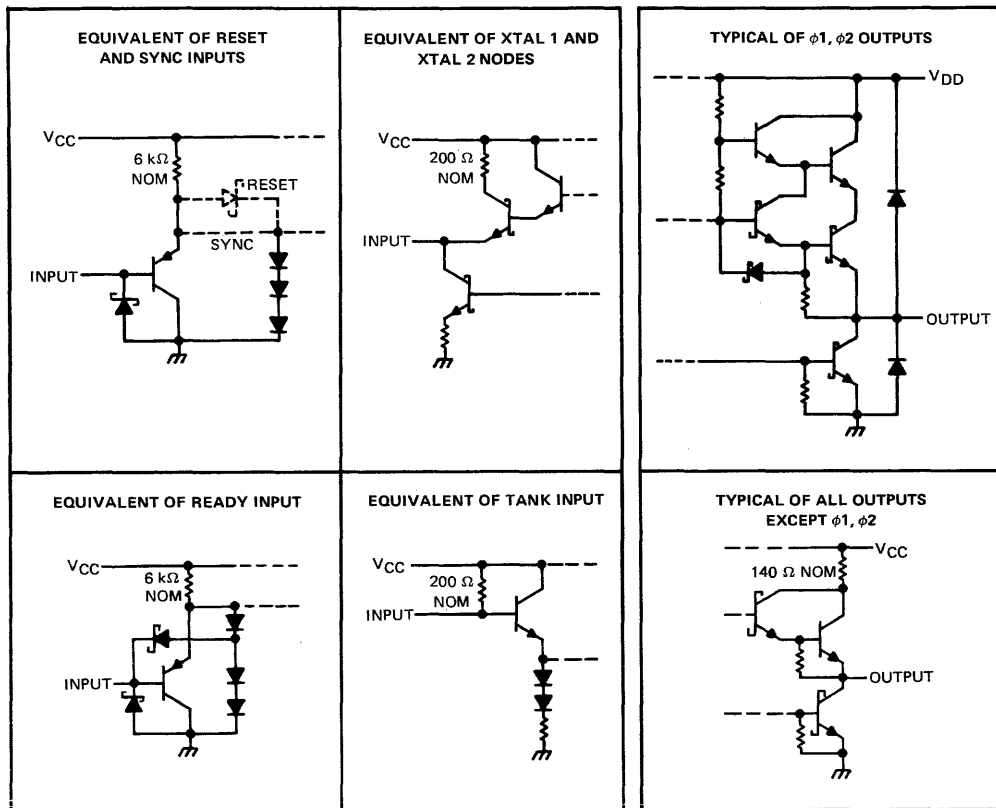 EQUIVALENT OF RESET
AND SYNC INPUTS
VCC
6 kΩ
NOM
RESET
SYNC
INPUT
EQUIVALENT OF XTAL 1 AND
XTAL 2 NODES
VCC
200 Ω
NOM
INPUT
TYPICAL OF ϕ1, ϕ2 OUTPUTS
VDD
OUTPUT
EQUIVALENT OF READY INPUT
VCC
6 kΩ
NOM
INPUT
EQUIVALENT OF TANK INPUT
VCC
200 Ω
NOM
INPUT
TYPICAL OF ALL OUTPUTS
EXCEPT ϕ1, ϕ2
VCC
140 Ω NOM
OUTPUT